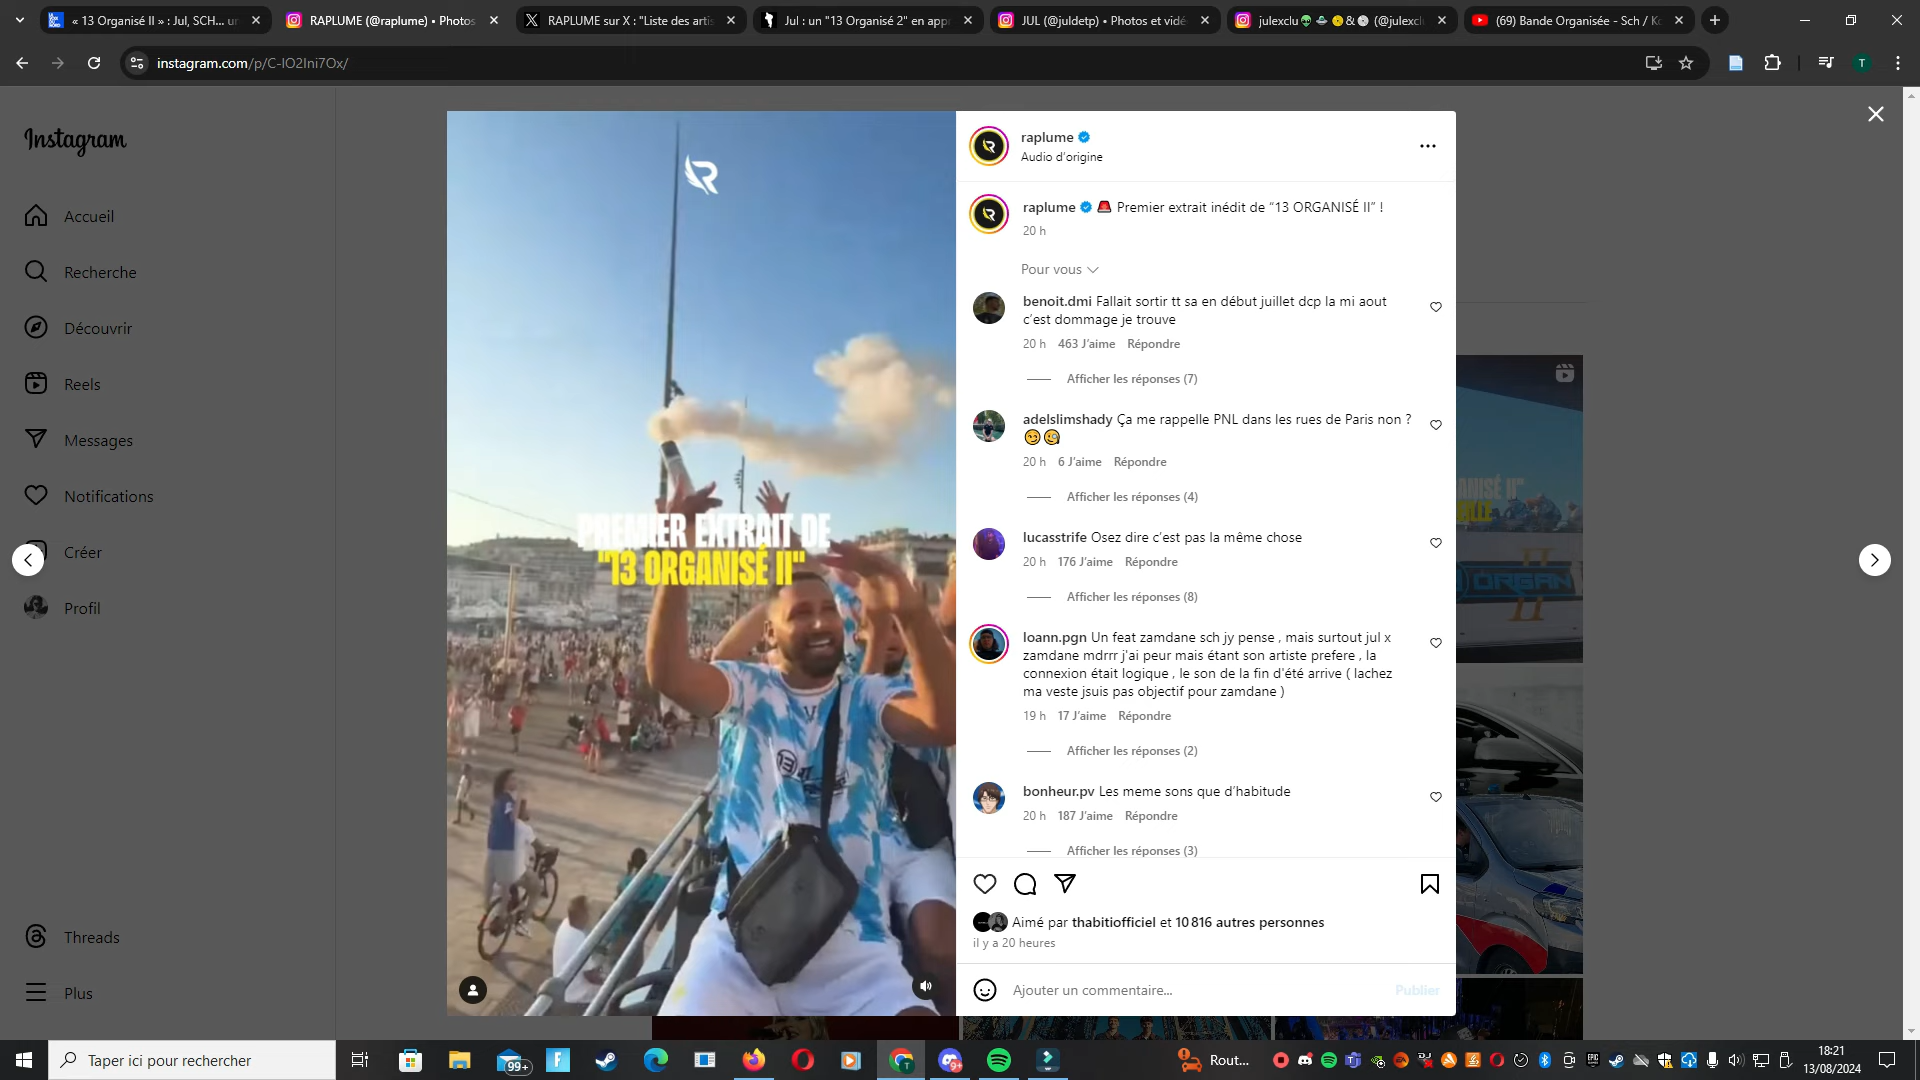 « 13 Organisé II » : Jul, SCH... un
RAPLUME (@raplume) • Photos
RAPLUME sur X : "Liste des artis
Jul : un "13 Organisé 2" en appr
JUL (@juldetp) • Photos et vidé
julexclu👽🛸🟡&⚪ (@julexcl
(69) Bande Organisée - Sch / Ko
instagram.com/p/C-IO2Ini7Ox/
T
Instagram
Accueil
Recherche
Découvrir
Reels
Messages
Notifications
Créer
Profil
Threads
Plus
PREMIER EXTRAIT DE
"13 ORGANISÉ II"
raplume
Audio d'origine
raplume 🚨 Premier extrait inédit de “13 ORGANISÉ II” !
20 h
Pour vous
benoit.dmi Fallait sortir tt sa en début juillet dcp la mi aout
c’est dommage je trouve
20 h 463 J’aime Répondre
Afficher les réponses (7)
adelslimshady Ça me rappelle PNL dans les rues de Paris non ?
😏🧐
20 h 6 J’aime Répondre
Afficher les réponses (4)
lucasstrife Osez dire c’est pas la même chose
20 h 176 J’aime Répondre
Afficher les réponses (8)
loann.pgn Un feat zamdane sch jy pense , mais surtout jul x
zamdane mdrrr j'ai peur mais étant son artiste prefere , la
connexion était logique , le son de la fin d'été arrive ( lachez
ma veste jsuis pas objectif pour zamdane )
19 h 17 J’aime Répondre
Afficher les réponses (2)
bonheur.pv Les meme sons que d’habitude
20 h 187 J’aime Répondre
Afficher les réponses (3)
Aimé par thabitiofficiel et 10 816 autres personnes
il y a 20 heures
Ajouter un commentaire...
Publier
ANISÉ II"
ORGAN
II
Taper ici pour rechercher
99+
Rout...
18:21
13/08/2024